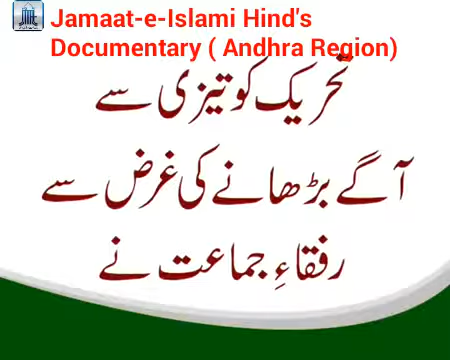 Jamaat-e-Islami Hind's
Documentary ( Andhra Region)
تحریک کو تیزی سے
آگے بڑھانے کی غرض سے
رفقاءِ جماعت نے